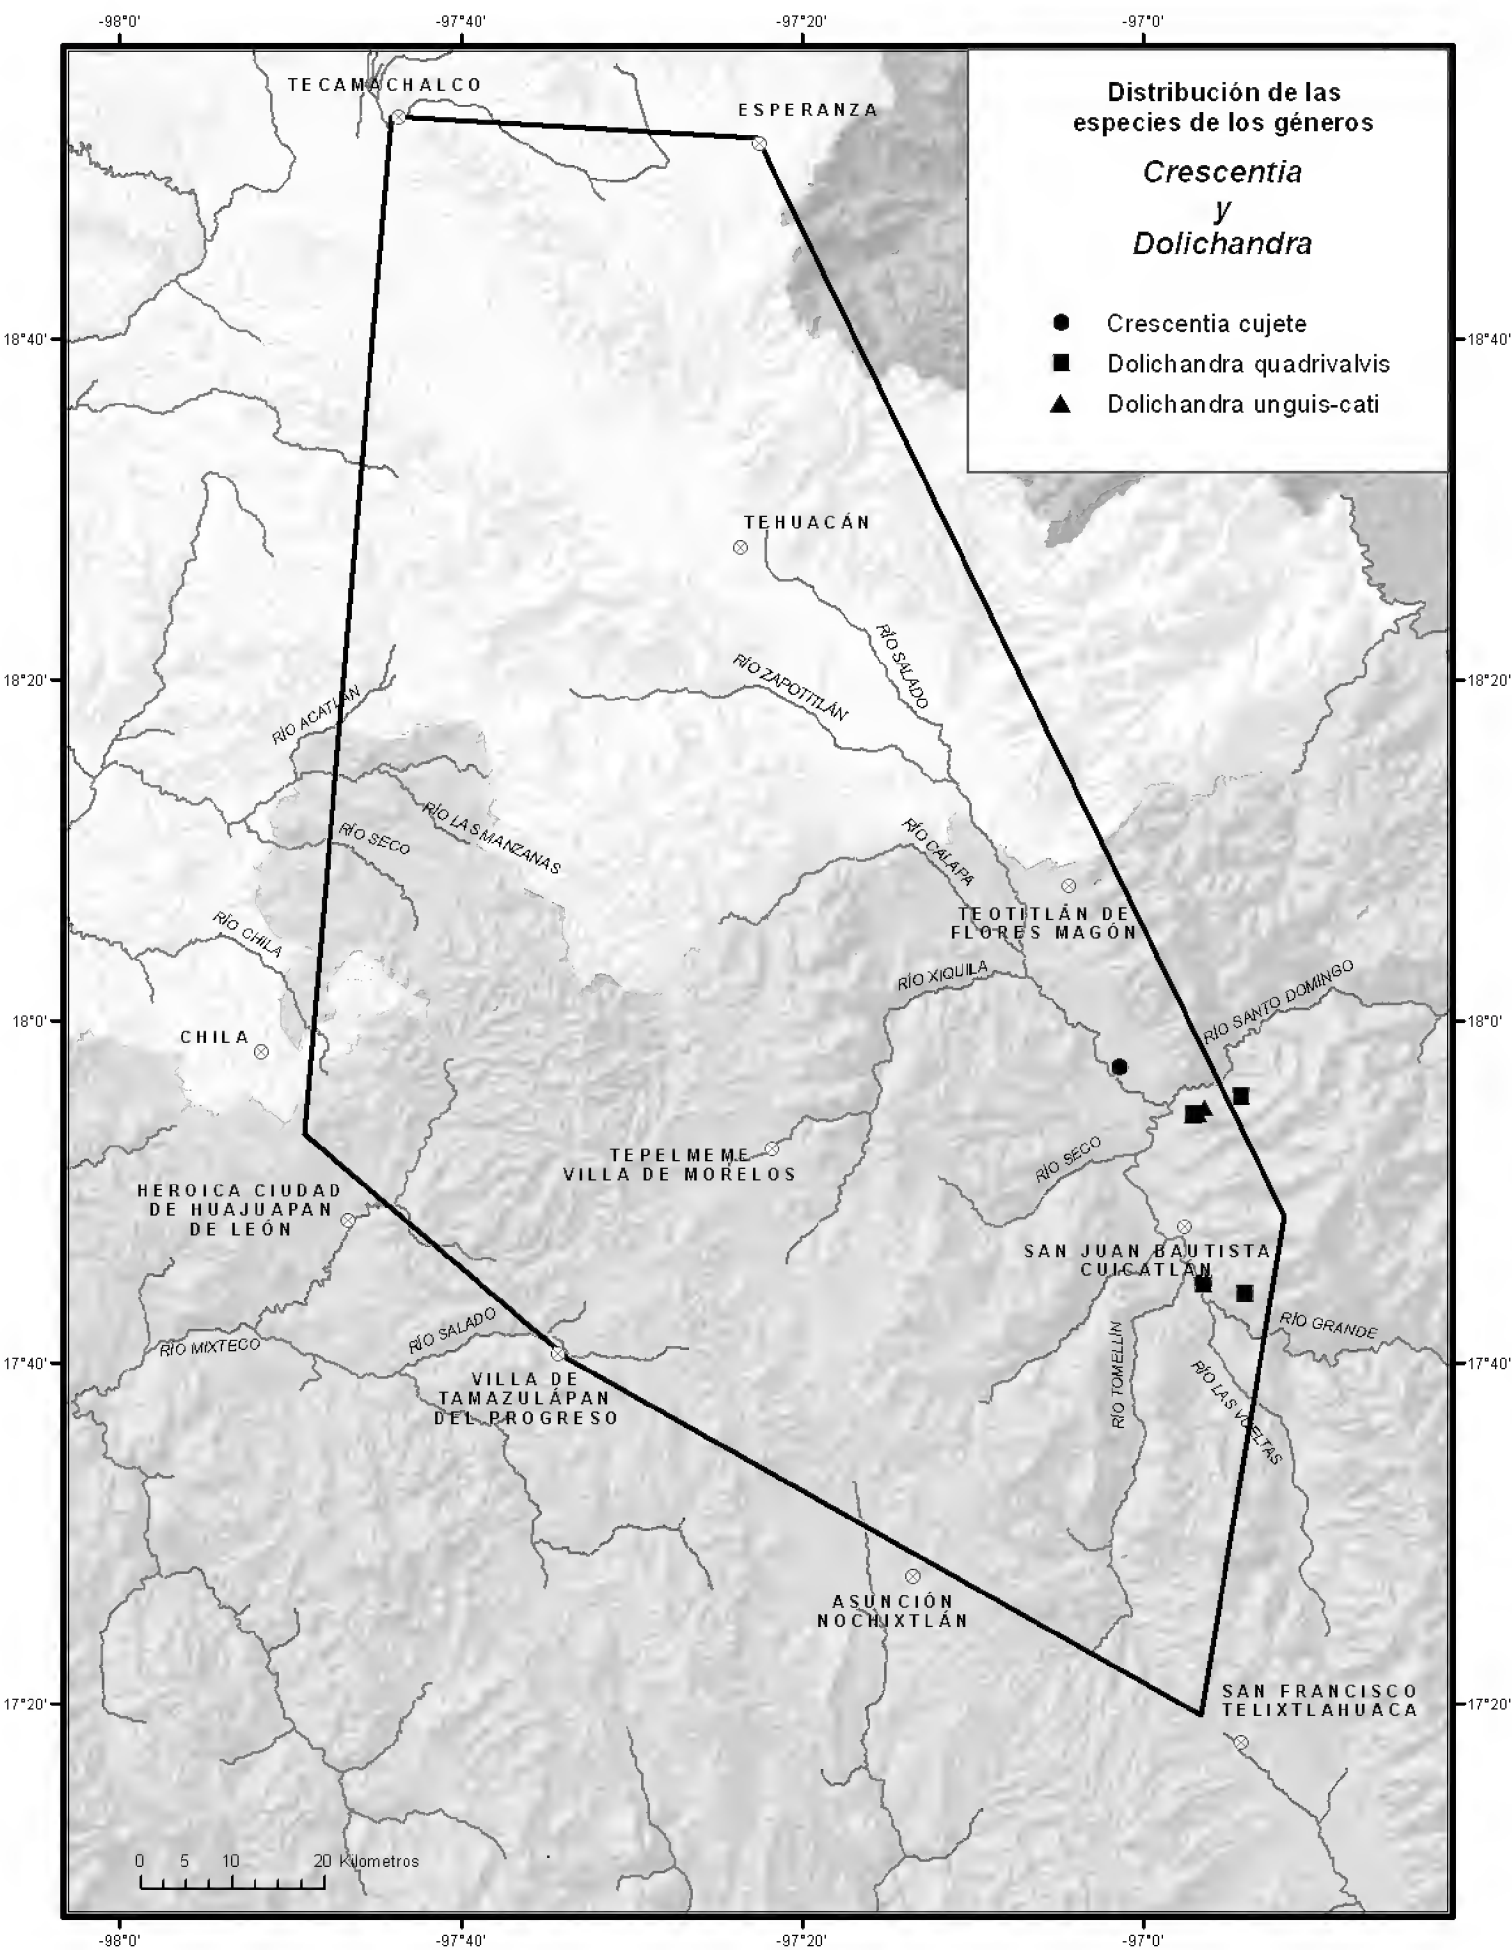 -98°0' -97°40' -97°20' -97°0'
TECAMACHALCO
ESPERANZA
Distribución de las
especies de los géneros
Crescentia
y
Dolichandra
Crescentia cujete
Dolichandra quadrivalvis
Dolichandra unguis-cati
18°40' 18°40'
TEHUACÁN
RÍO SALADO
RÍO ZAPOTITLÁN
18°20' 18°20'
RÍO ACATLÁN
RÍO LAS MANZANAS
RÍO SECO
RÍO CALAPA
TEOTITLÁN DE
FLORES MAGÓN
RÍO CHILA
RÍO XIQUILA
RÍO SANTO DOMINGO
18°0' 18°0'
CHILA
TEPELMEME
VILLA DE MORELOS
RÍO SECO
HEROICA CIUDAD
DE HUAJUAPAN
DE LEÓN
SAN JUAN BAUTISTA
CUICATLÁN
RÍO MIXTECO
RÍO SALADO
RÍO GRANDE
17°40' 17°40'
VILLA DE
TAMAZULÁPAN
DEL PROGRESO
RÍO TOMELLÍN
RÍO LAS VUELTAS
ASUNCIÓN
NOCHIXTLÁN
17°20' 17°20'
SAN FRANCISCO
TELIXTLAHUACA
0 5 10 20 Kilometros
-98°0' -97°40' -97°20' -97°0'